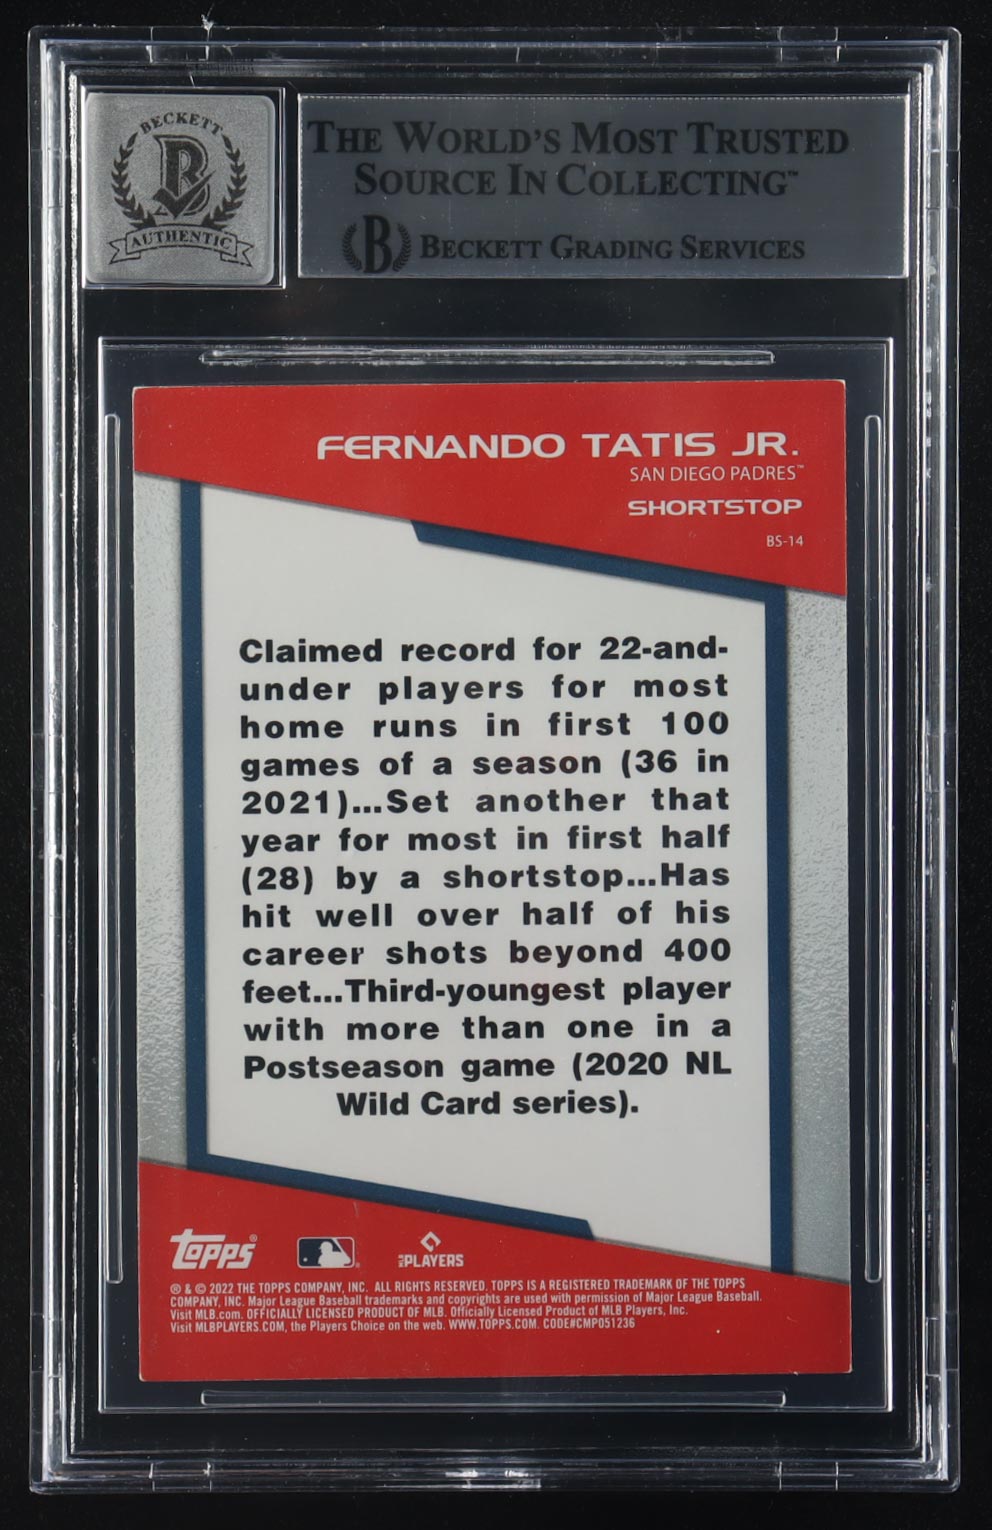 BECKETT
B
AUTHENTIC
THE WORLD'S MOST TRUSTED
SOURCE IN COLLECTING™
B BECKETT GRADING SERVICES
FERNANDO TATIS JR.
SAN DIEGO PADRES™
SHORTSTOP
BS-14
Claimed record for 22-and-
under players for most
home runs in first 100
games of a season (36 in
2021)...Set another that
year for most in first half
(28) by a shortstop...Has
hit well over half of his
career shots beyond 400
feet...Third-youngest player
with more than one in a
Postseason game (2020 NL
Wild Card series).
topps® MLB PLAYERS
® & © 2022 THE TOPPS COMPANY, INC. ALL RIGHTS RESERVED. TOPPS IS A REGISTERED TRADEMARK OF THE TOPPS
COMPANY, INC. Major League Baseball trademarks and copyrights are used with permission of Major League Baseball.
Visit MLB.com. OFFICIALLY LICENSED PRODUCT OF MLB. Officially Licensed Product of MLB Players, Inc.
Visit MLBPLAYERS.COM, the Players Choice on the web. WWW.TOPPS.COM. CODE#CMP051236